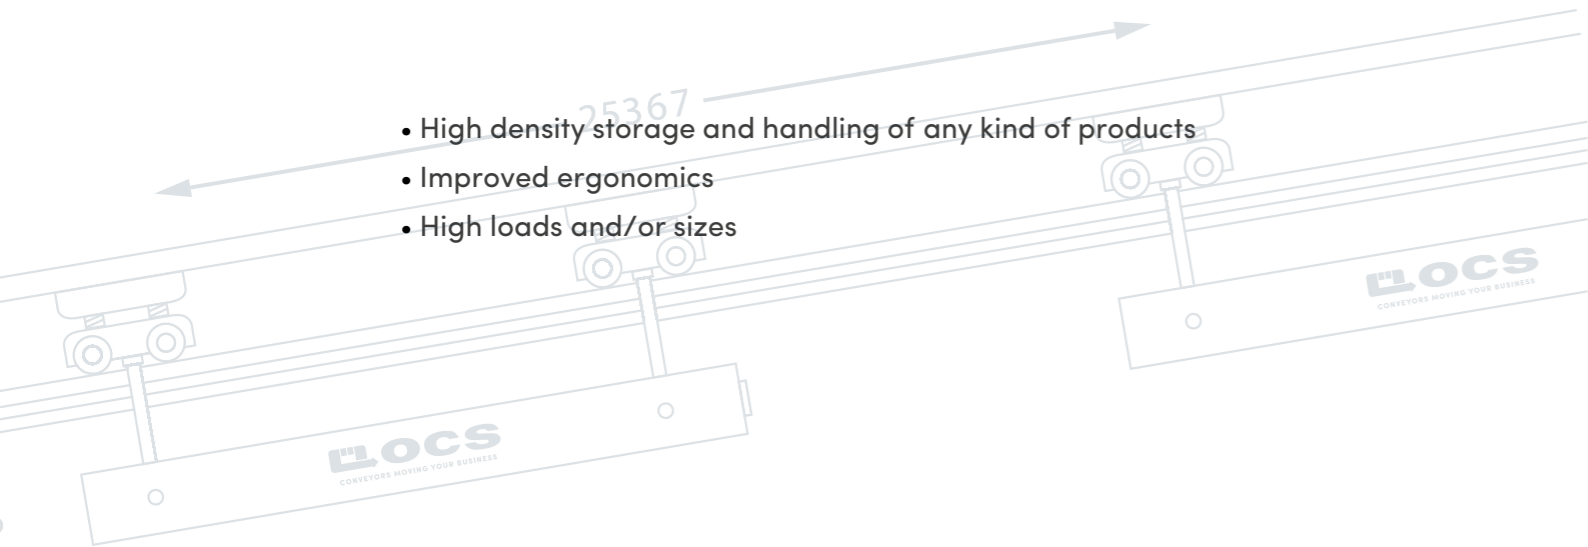 25367
• High density storage and handling of any kind of products
• Improved ergonomics
• High loads and/or sizes
OCS
CONVEYORS MOVING YOUR BUSINESS
OCS
CONVEYORS MOVING YOUR BUSINESS